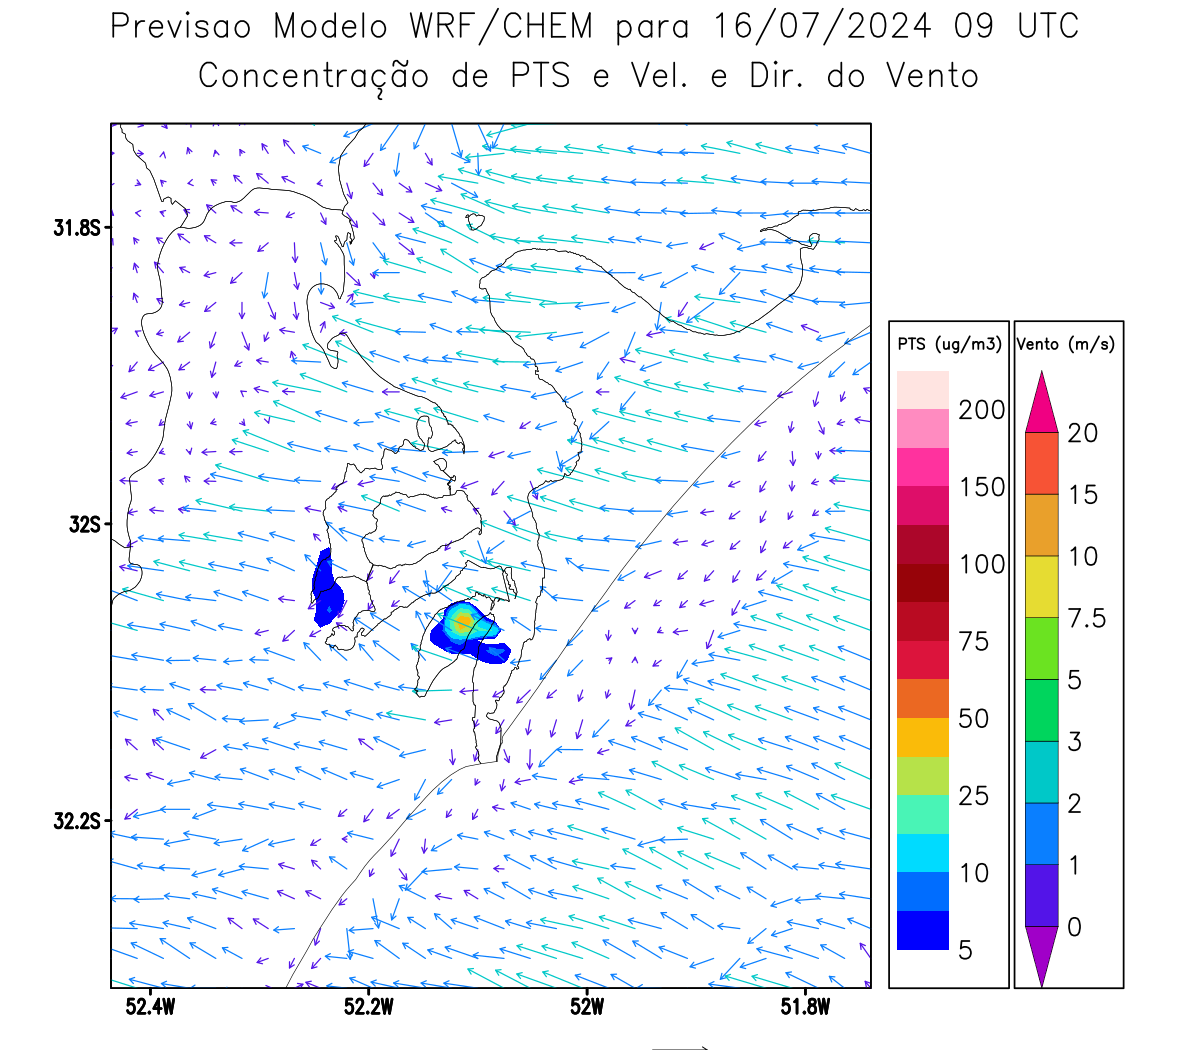 Previsao Modelo WRF/CHEM para 16/07/2024 09 UTC
Concentração de PTS e Vel. e Dir. do Vento
31.8S
32S
32.2S
52.4W 52.2W 52W 51.8W
PTS (ug/m3)
200
150
100
75
50
25
10
5
Vento (m/s)
20
15
10
7.5
5
3
2
1
0